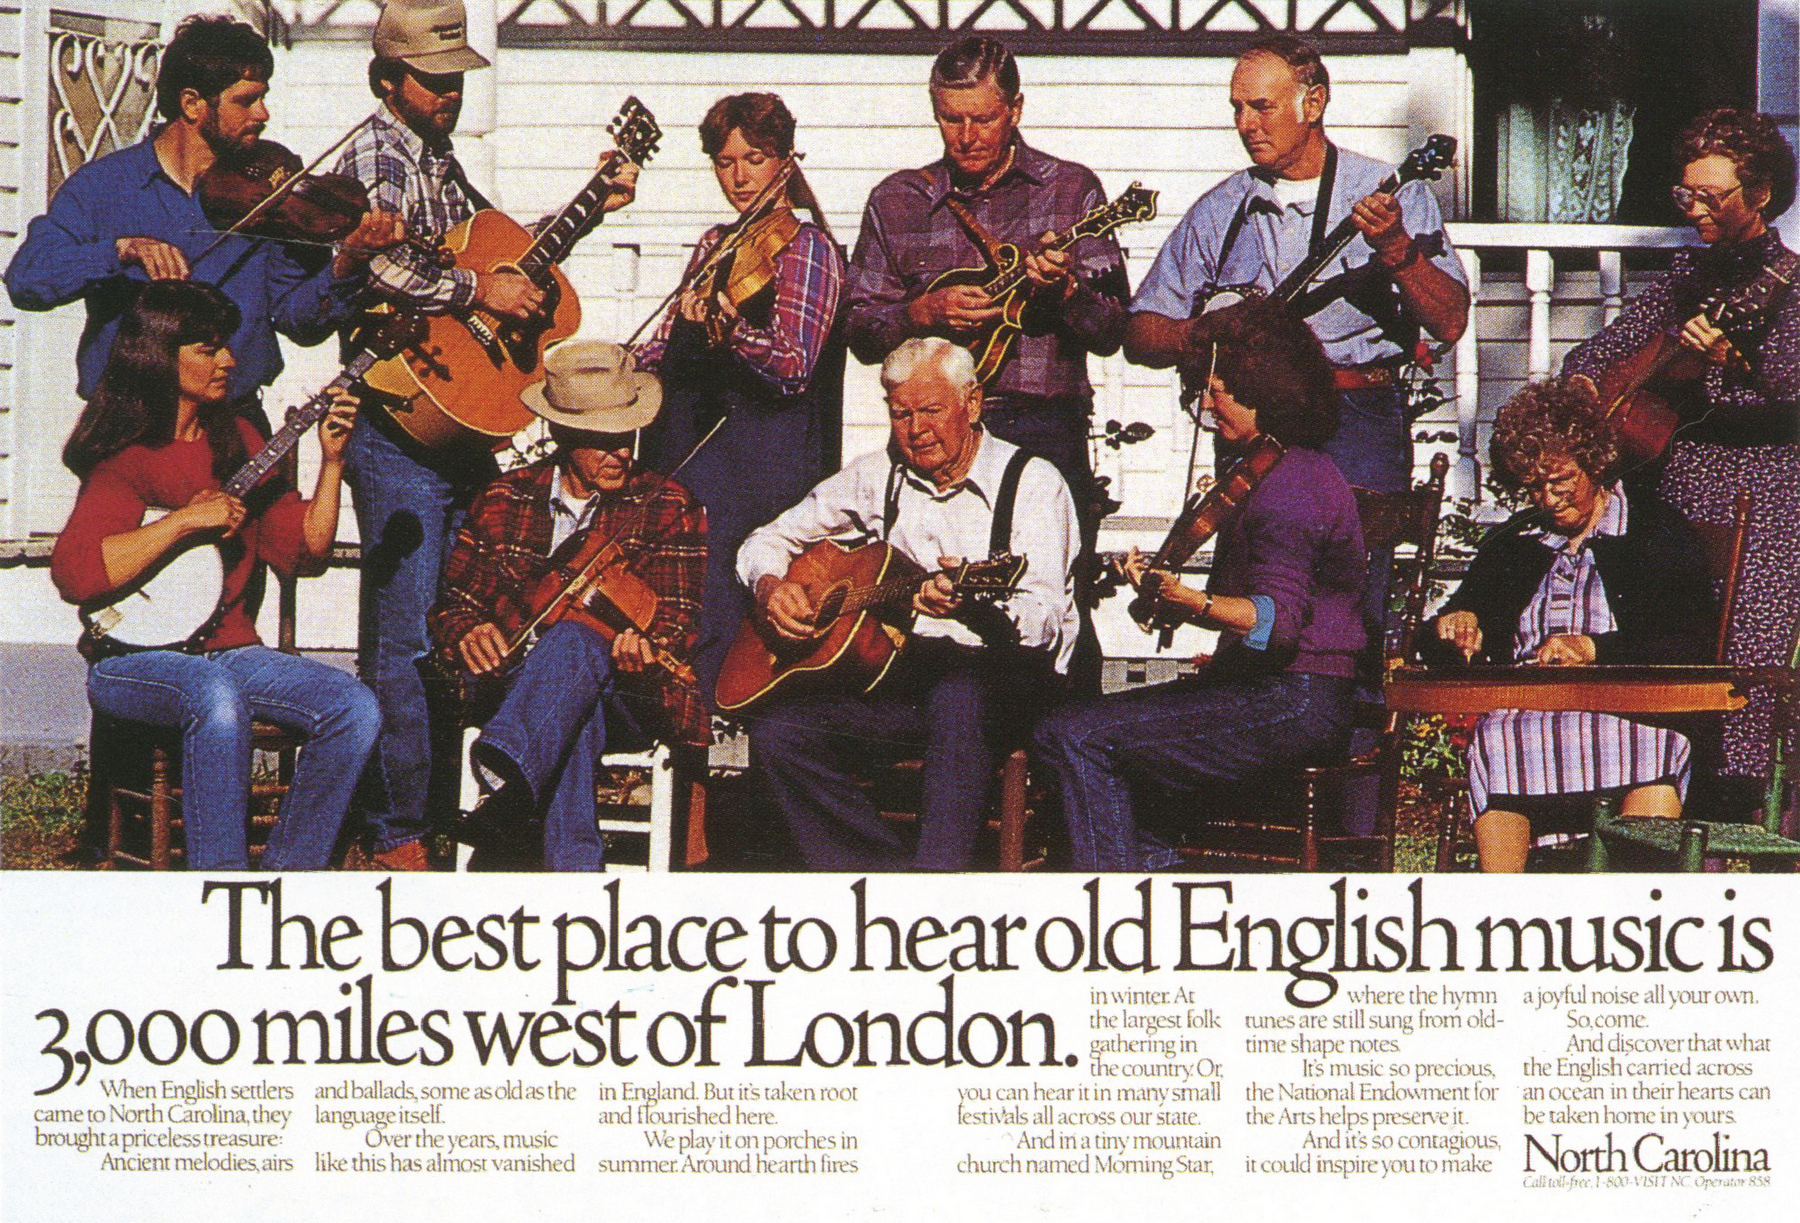 The best place to hear old English music is
3,000 miles west of London.
When English settlers
came to North Carolina, they
brought a priceless treasure:
Ancient melodies, airs
and ballads, some as old as the
language itself.
Over the years, music
like this has almost vanished
in England. But it's taken root
and flourished here.
We play it on porches in
summer. Around hearth fires
in winter. At
the largest folk
gathering in
the country. Or,
you can hear it in many small
festivals all across our state.
And in a tiny mountain
church named Morning Star,
where the hymn
tunes are still sung from old-
time shape notes.
It's music so precious,
the National Endowment for
the Arts helps preserve it.
And it's so contagious,
it could inspire you to make
a joyful noise all your own.
So, come.
And discover that what
the English carried across
an ocean in their hearts can
be taken home in yours.
North Carolina
Call toll-free, 1-800-VISIT NC. Operator 858